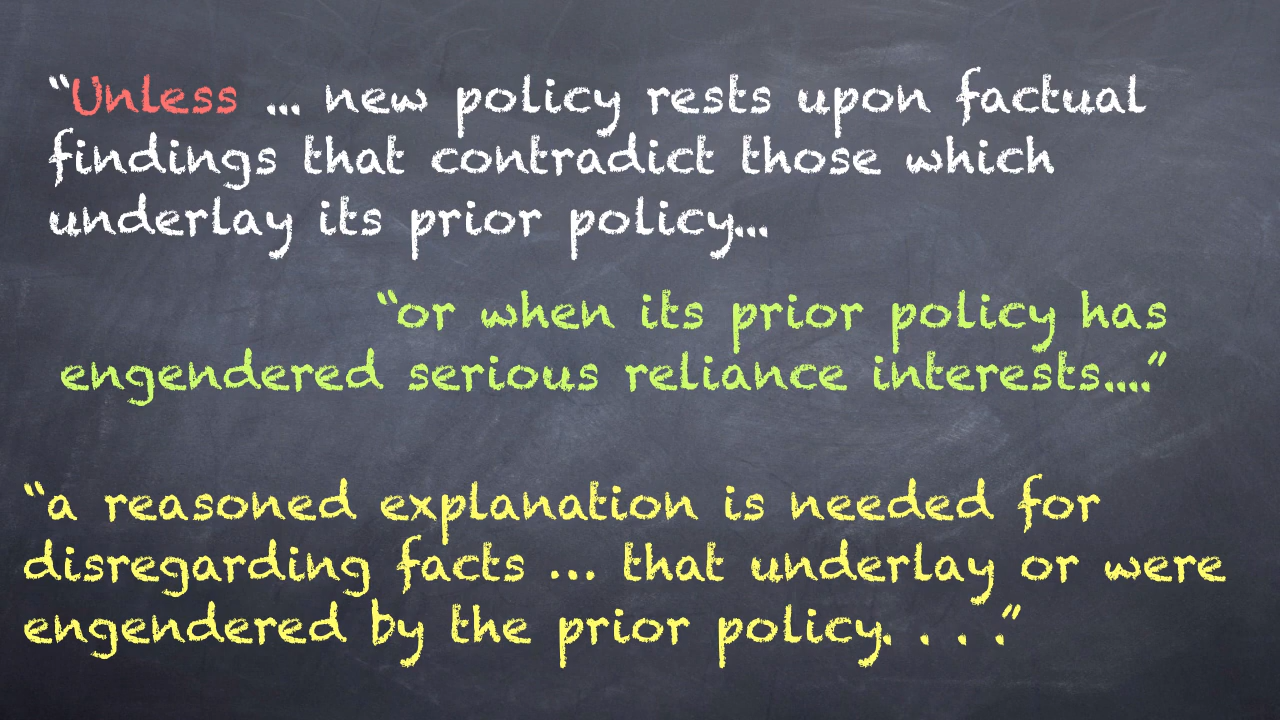 “Unless ... new policy rests upon factual
findings that contradict those which
underlay its prior policy...
“or when its prior policy has
engendered serious reliance interests....”
“a reasoned explanation is needed for
disregarding facts ... that underlay or were
engendered by the prior policy. . . .”